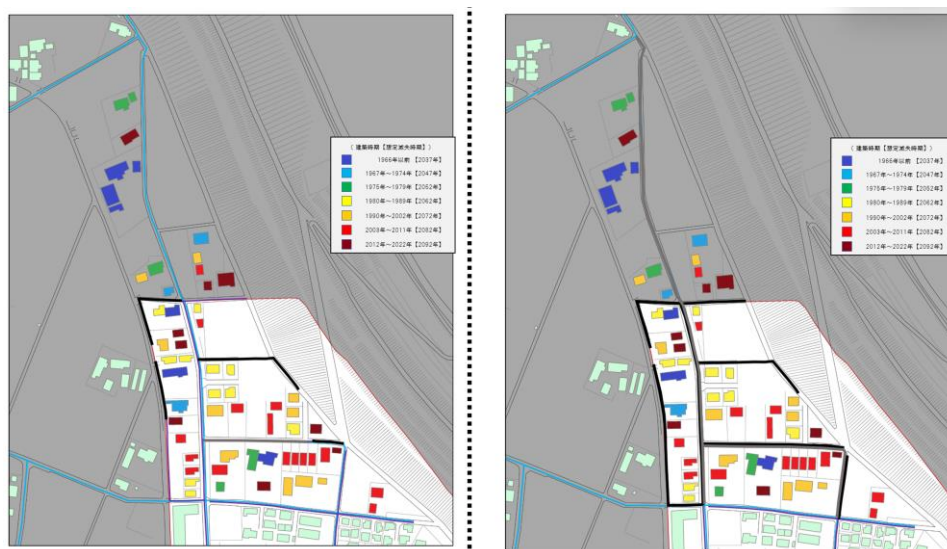 ( 建築時期【想定滅失時期】)
1966年以前【2037年】
1967年～1974年【2047年】
1975年～1979年【2052年】
1980年～1989年【2062年】
1990年～2002年【2072年】
2003年～2011年【2082年】
2012年～2022年【2092年】
( 建築時期【想定滅失時期】)
1966年以前【2037年】
1967年～1974年【2047年】
1975年～1979年【2052年】
1980年～1989年【2062年】
1990年～2002年【2072年】
2003年～2011年【2082年】
2012年～2022年【2092年】